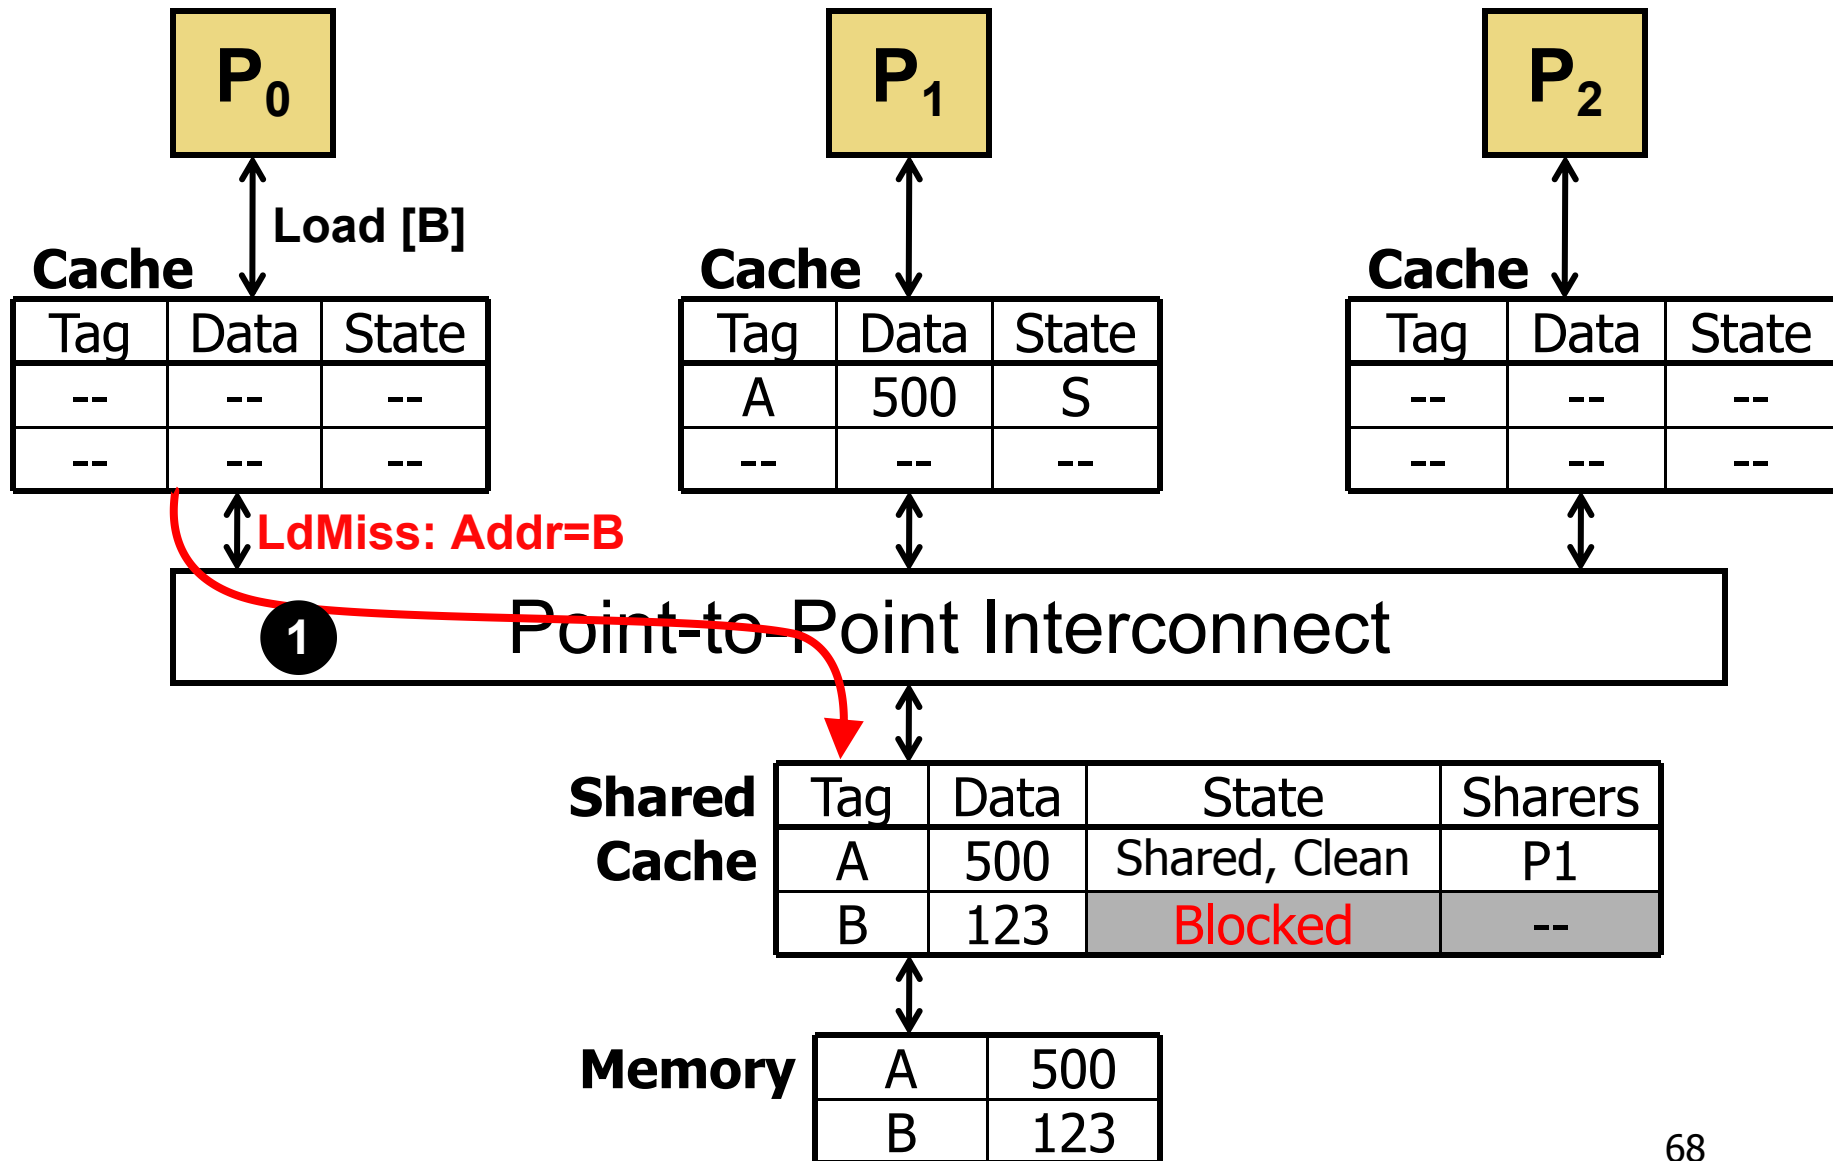 P0 P1 P2
Load [B]
Cache Cache Cache
Tag Data State Tag Data State Tag Data State
-- -- -- A 500 S -- -- --
-- -- -- -- -- -- -- -- --
LdMiss: Addr=B
1 Point-to-Point Interconnect
Shared Tag Data State Sharers
Cache A 500 Shared, Clean P1
B 123 Blocked --
Memory A 500
B 123
68